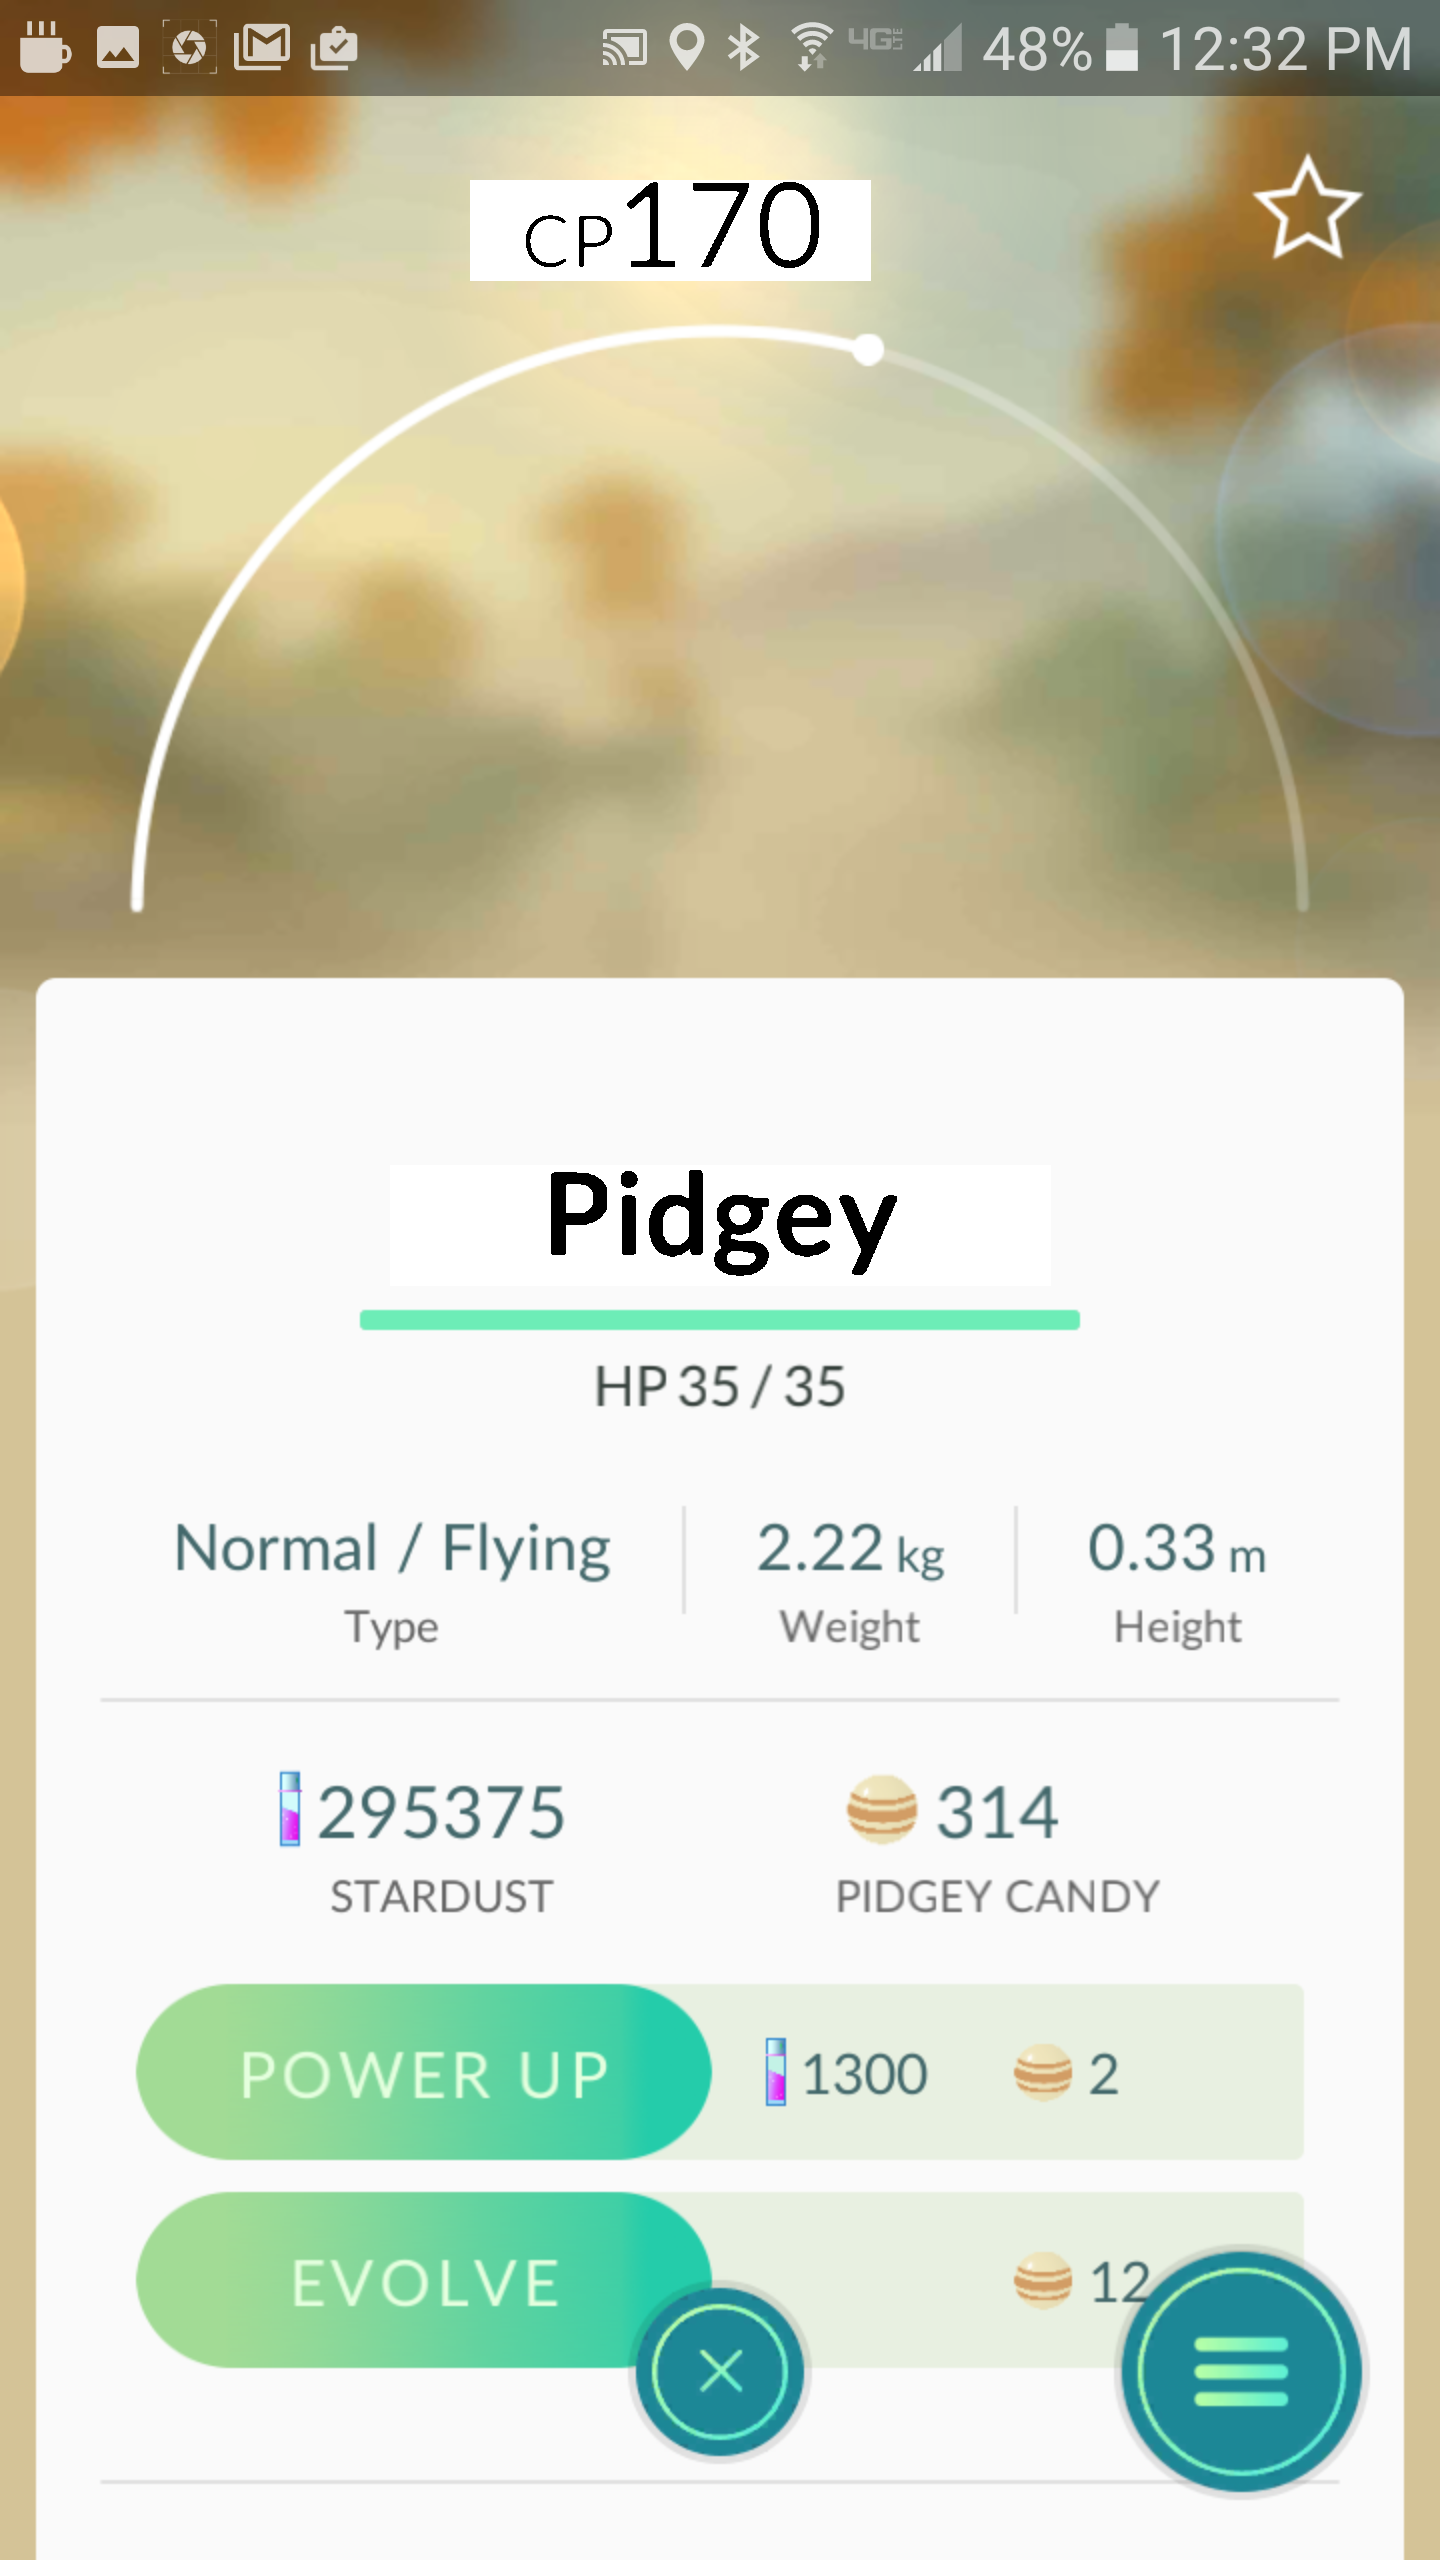 4G LTE 48% 12:32 PM
CP170
Pidgey
HP 35 / 35
Normal / Flying 2.22 kg 0.33 m
Type Weight Height
295375 314
STARDUST PIDGEY CANDY
POWER UP 1300 2
EVOLVE 12